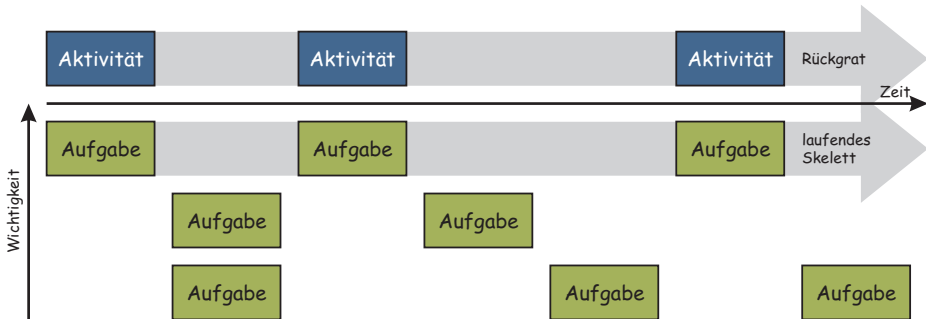 Aktivität
Aktivität
Aktivität
Rückgrat
Zeit
Aufgabe
Aufgabe
Aufgabe
laufendes
Skelett
Wichtigkeit
Aufgabe
Aufgabe
Aufgabe
Aufgabe
Aufgabe